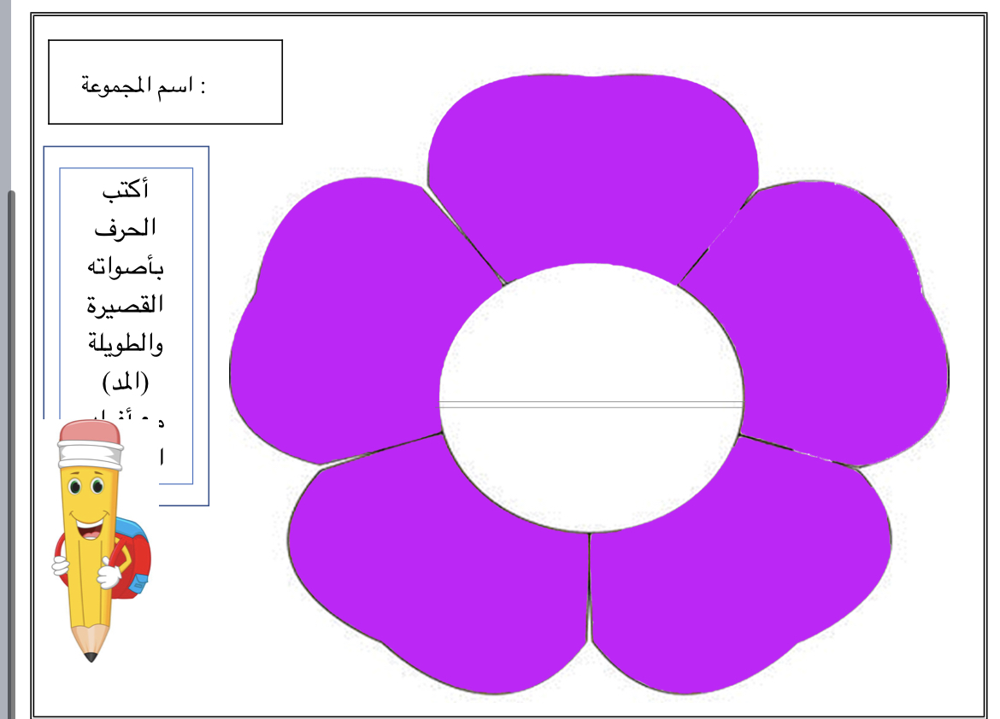 اسم المجموعة :
أكتب
الحرف
بأصواته
القصيرة
والطويلة
(المد)